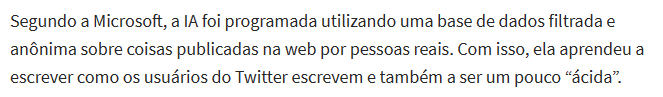 Segundo a Microsoft, a IA foi programada utilizando uma base de dados filtrada e
anônima sobre coisas publicadas na web por pessoas reais. Com isso, ela aprendeu a
escrever como os usuários do Twitter escrevem e também a ser um pouco “ácida”.